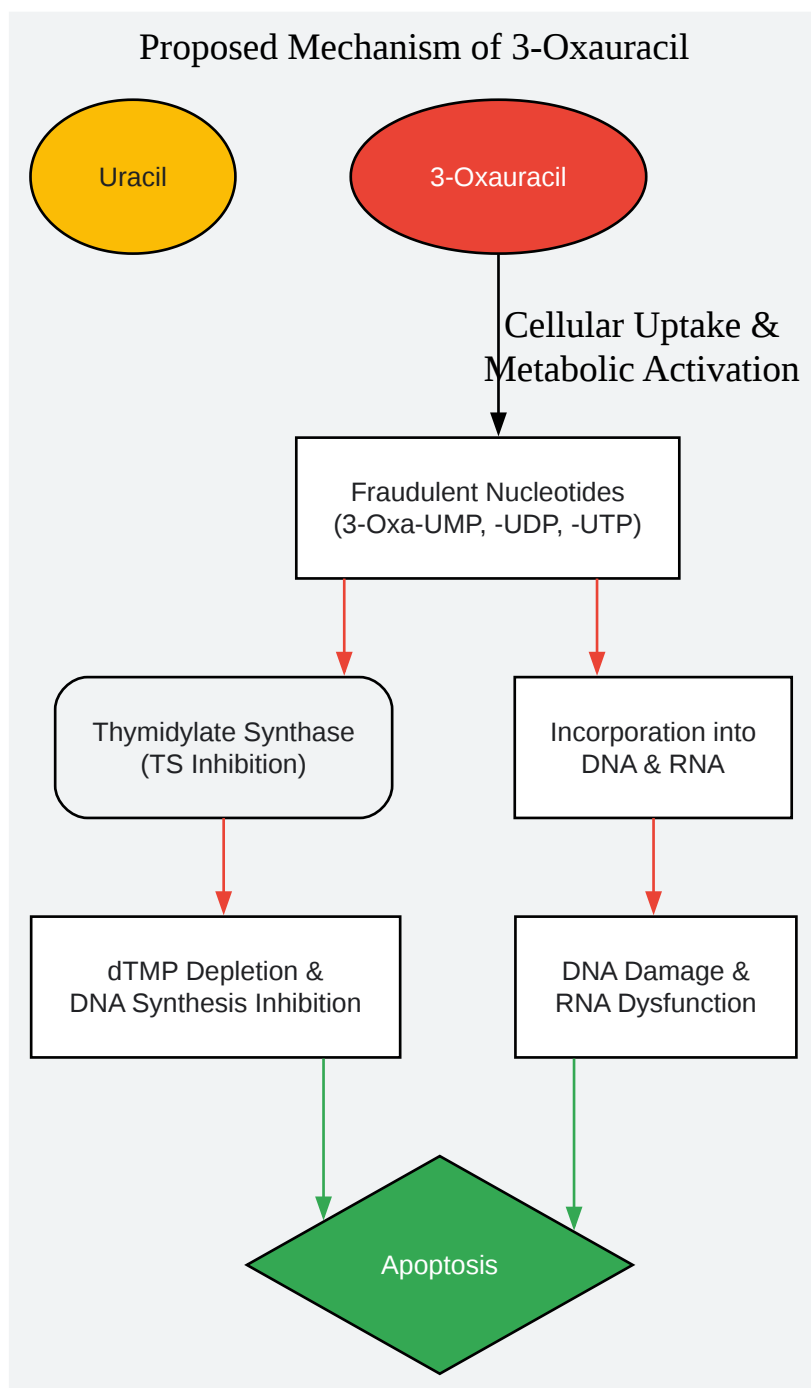 Proposed Mechanism of 3-Oxauracil
Uracil
3-Oxauracil
Cellular Uptake &
Metabolic Activation
Fraudulent Nucleotides
(3-Oxa-UMP, -UDP, -UTP)
Thymidylate Synthase
(TS Inhibition)
Incorporation into
DNA & RNA
dTMP Depletion &
DNA Synthesis Inhibition
DNA Damage &
RNA Dysfunction
Apoptosis